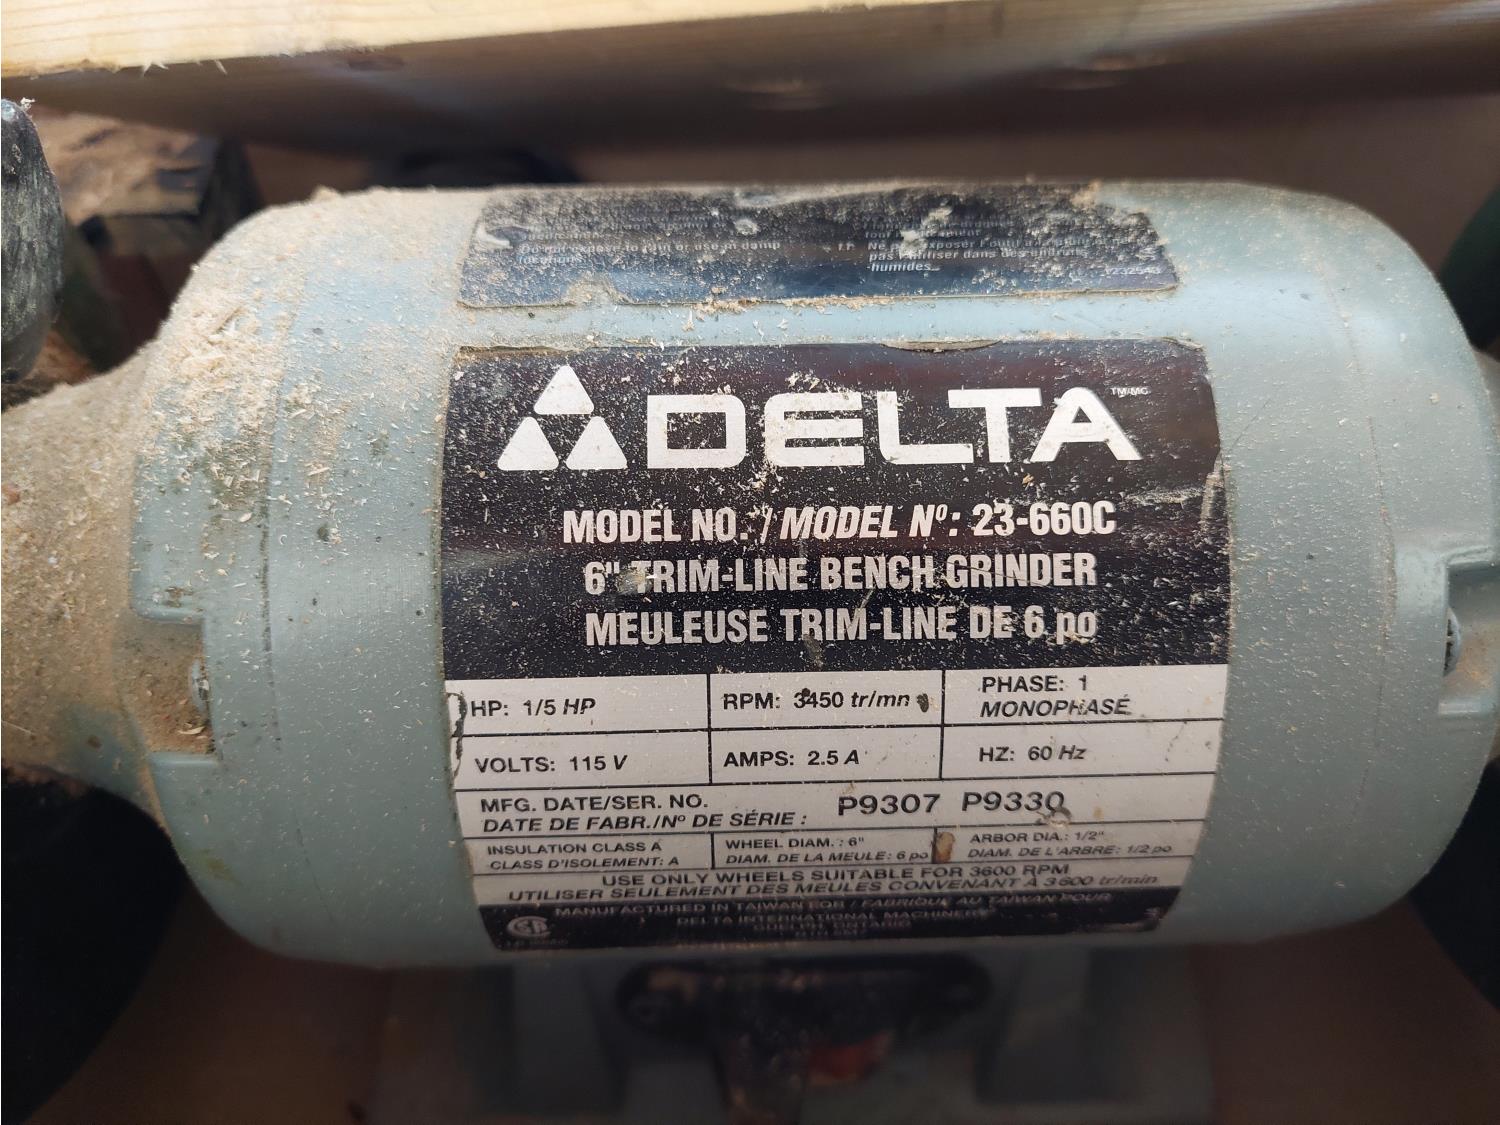 Do not expose to rain or use in damp
locations.
Ne pas exposer l'outil
pas l'utiliser dans des endroits
humides.
DELTA TM/MC
MODEL NO. / MODEL Nº: 23-660C
6" TRIM-LINE BENCH GRINDER
MEULEUSE TRIM-LINE DE 6 po
HP: 1/5 HP
RPM: 3450 tr/mn
PHASE: 1
MONOPHASÉ
VOLTS: 115 V
AMPS: 2.5 A
HZ: 60 Hz
MFG. DATE/SER. NO.
DATE DE FABR./Nº DE SÉRIE :
P9307 P9330
INSULATION CLASS A
CLASS D'ISOLEMENT: A
WHEEL DIAM.: 6"
DIAM. DE LA MEULE: 6 po
ARBOR DIA.: 1/2"
DIAM. DE L'ARBRE: 1/2 po
USE ONLY WHEELS SUITABLE FOR 3600 RPM
UTILISER SEULEMENT DES MEULES CONVENANT À 3600 tr/min
MANUFACTURED IN TAIWAN FOR / FABRIQUÉ AU TAIWAN POUR
DELTA INTERNATIONAL MACHINERY
GUELPH, ONTARIO